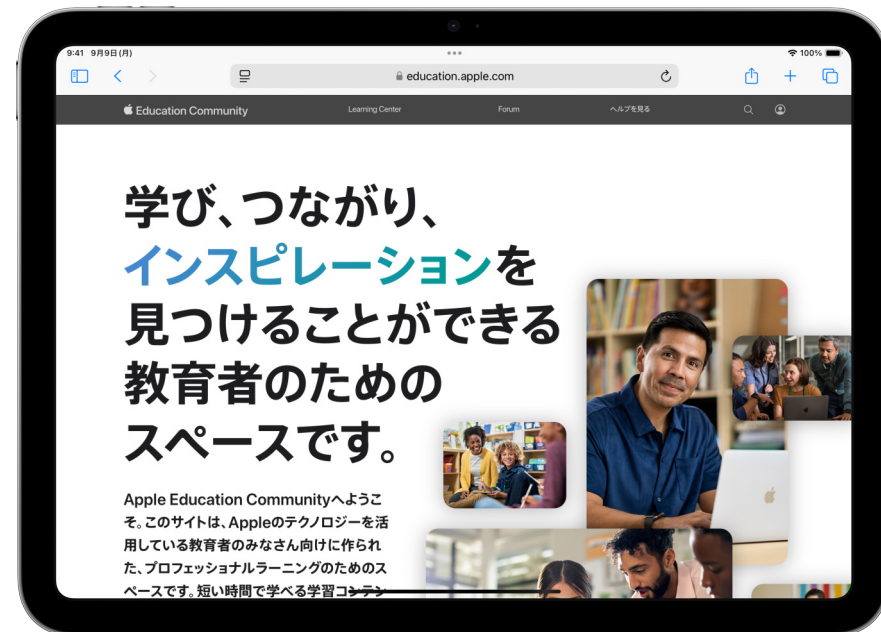 9:41 9月9日(月)
100%
education.apple.com
Education Community
Learning Center
Forum
ヘルプを見る
学び、つながり、
インスピレーションを
見つけることができる
教育者のための
スペースです。
Apple Education Communityへようこ
そ。このサイトは、Appleのテクノロジーを活
用している教育者のみなさん向けに作られ
た、プロフェッショナルラーニングのためのス
ペースです。短い時間で学べる学習コンテン